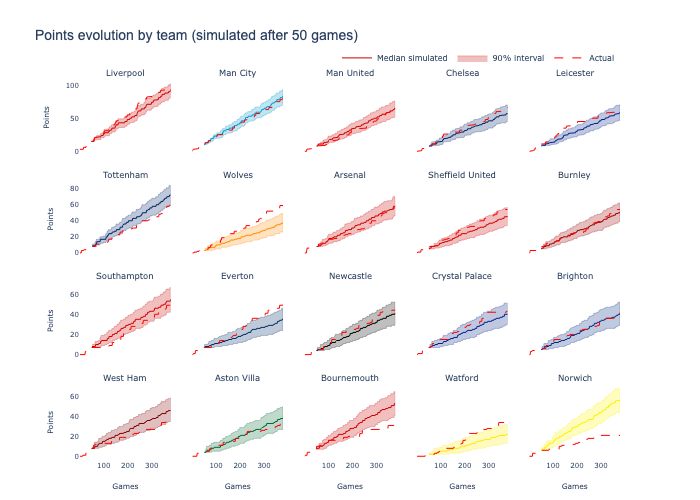 Points evolution by team (simulated after 50 games)
Median simulated 90% interval Actual
Liverpool Man City Man United Chelsea Leicester
100
50
0
Points
Tottenham Wolves Arsenal Sheffield United Burnley
80
60
40
20
0
Points
Southampton Everton Newcastle Crystal Palace Brighton
60
40
20
0
Points
West Ham Aston Villa Bournemouth Watford Norwich
60
40
20
0
Points
100 200 300 100 200 300 100 200 300 100 200 300 100 200 300
Games Games Games Games Games